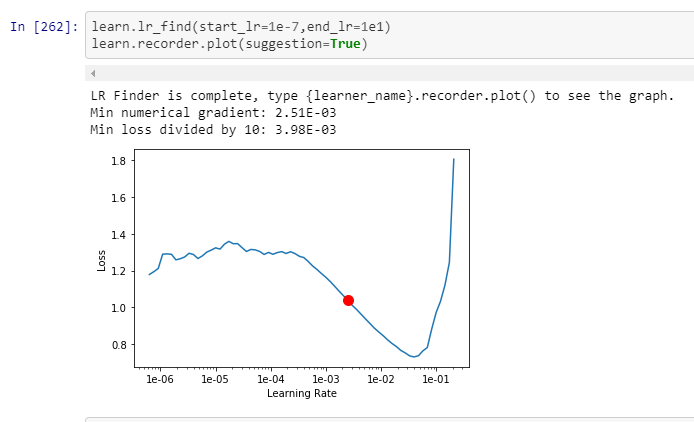 In [262]: learn.lr_find(start_lr=1e-7,end_lr=1e1)
learn.recorder.plot(suggestion=True)
LR Finder is complete, type {learner_name}.recorder.plot() to see the graph.
Min numerical gradient: 2.51E-03
Min loss divided by 10: 3.98E-03
1.8
1.6
1.4
1.2
1.0
0.8
Loss
1e-06 1e-05 1e-04 1e-03 1e-02 1e-01
Learning Rate